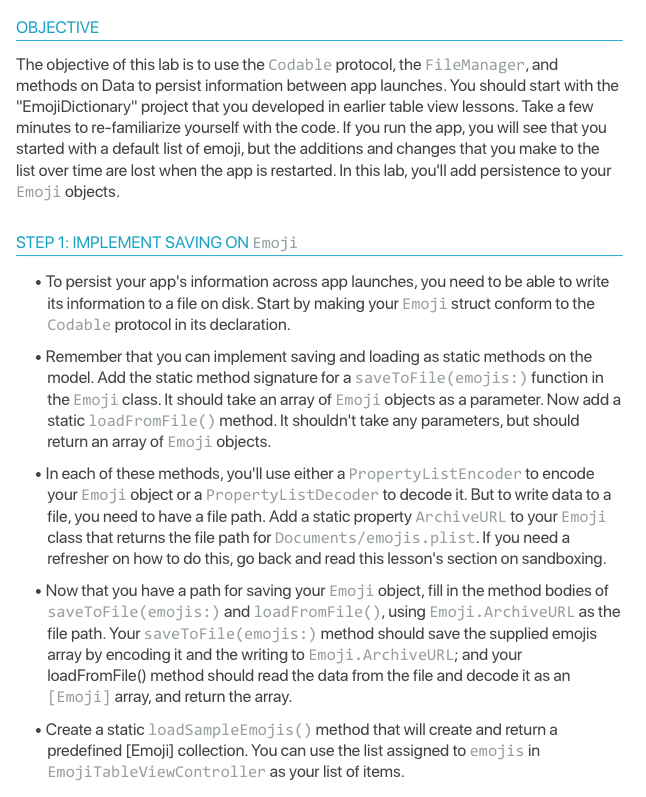 OBJECTIVE
The objective of this lab is to use the Codable protocol, the FileManager, and
methods on Data to persist information between app launches. You should start with the
"EmojiDictionary" project that you developed in earlier table view lessons. Take a few
minutes to re-familiarize yourself with the code. If you run the app, you will see that you
started with a default list of emoji, but the additions and changes that you make to the
list over time are lost when the app is restarted. In this lab, you'll add persistence to your
Emoji objects.
STEP 1: IMPLEMENT SAVING ON Emoji
• To persist your app's information across app launches, you need to be able to write
its information to a file on disk. Start by making your Emoji struct conform to the
Codable protocol in its declaration.
• Remember that you can implement saving and loading as static methods on the
model. Add the static method signature for a saveToFile(emojis:) function in
the Emoji class. It should take an array of Emoji objects as a parameter. Now add a
static loadFromFile() method. It shouldn't take any parameters, but should
return an array of Emoji objects.
• In each of these methods, you'll use either a PropertyListEncoder to encode
your Emoji object or a PropertyListDecoder to decode it. But to write data to a
file, you need to have a file path. Add a static property ArchiveURL to your Emoji
class that returns the file path for Documents/emojis.plist. If you need a
refresher on how to do this, go back and read this lesson's section on sandboxing.
• Now that you have a path for saving your Emoji object, fill in the method bodies of
saveToFile(emojis:) and loadFromFile(), using Emoji.ArchiveURL as the
file path. Your saveToFile(emojis:) method should save the supplied emojis
array by encoding it and the writing to Emoji.ArchiveURL; and your
loadFromFile() method should read the data from the file and decode it as an
[Emoji] array, and return the array.
• Create a static loadSampleEmojis() method that will create and return a
predefined [Emoji] collection. You can use the list assigned to emojis in
EmojiTableViewController as your list of items.